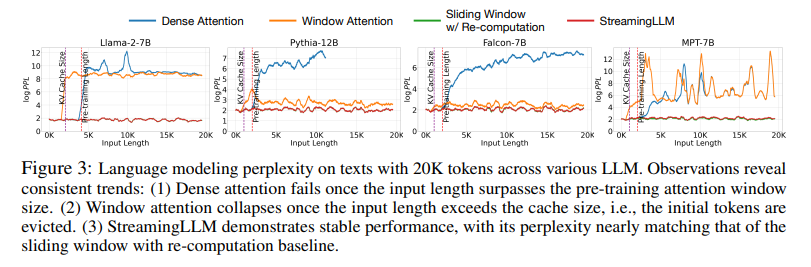 Dense Attention Window Attention Sliding Window w/ Re-computation StreamingLLM
Llama-2-7B Pythia-12B Falcon-7B MPT-7B
log PPL
12
10
8
6
4
2
0
KV Cache Size
Pre-training Length
0K 5K 10K 15K 20K
Input Length
log PPL
7
6
5
4
2
1
0
KV Cache Size
Pre-training Length
0K 5K 10K 15K 20K
Input Length
log PPL
6
4
2
0
KV Cache Size
Pre-training Length
0K 5K 10K 15K 20K
Input Length
log PPL
12
10
8
6
4
2
0
KV Cache Size
Pre-training Length
0K 5K 10K 15K 20K
Input Length
Figure 3: Language modeling perplexity on texts with 20K tokens across various LLM. Observations reveal
consistent trends: (1) Dense attention fails once the input length surpasses the pre-training attention window
size. (2) Window attention collapses once the input length exceeds the cache size, i.e., the initial tokens are
evicted. (3) StreamingLLM demonstrates stable performance, with its perplexity nearly matching that of the
sliding window with re-computation baseline.